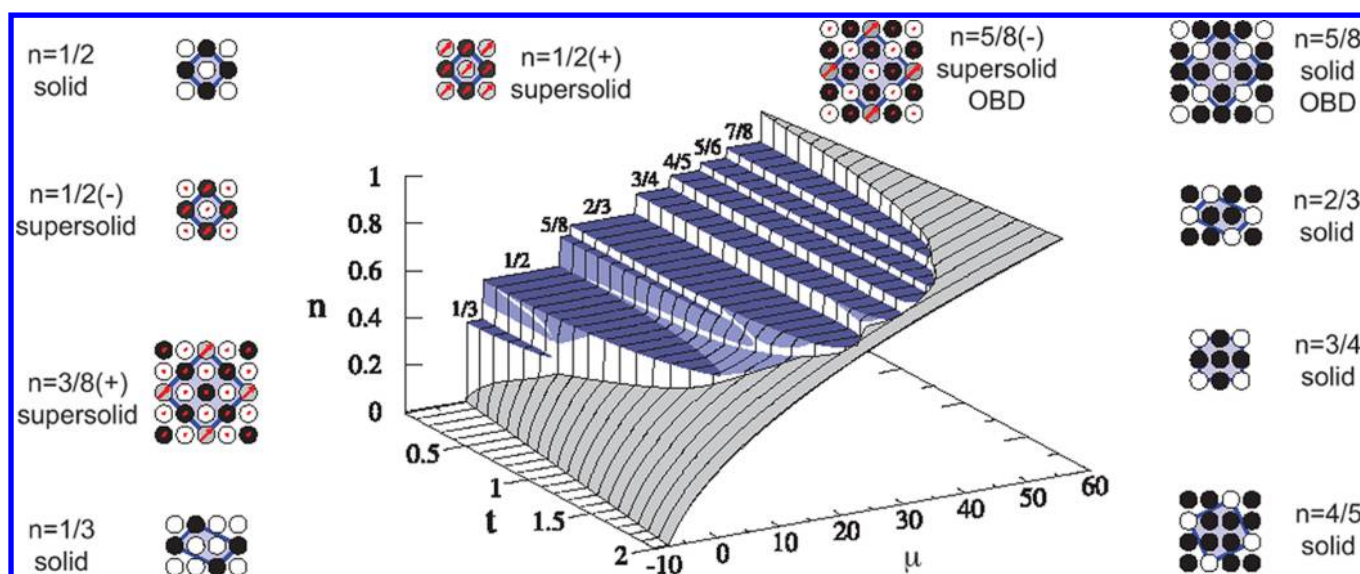 n=1/2
solid
n=1/2(+)
supersolid
n=5/8(-)
supersolid
OBD
n=5/8
solid
OBD
n=1/2(-)
supersolid
n=2/3
solid
n=3/8(+)
supersolid
n=3/4
solid
n=1/3
solid
n=4/5
solid
n
1
0.8
0.6
0.4
0.2
0
1/3
1/2
5/8
2/3
3/4
4/5
5/6
7/8
0.5
1
1.5
2
t
-10
0
10
20
30
40
50
60
μ